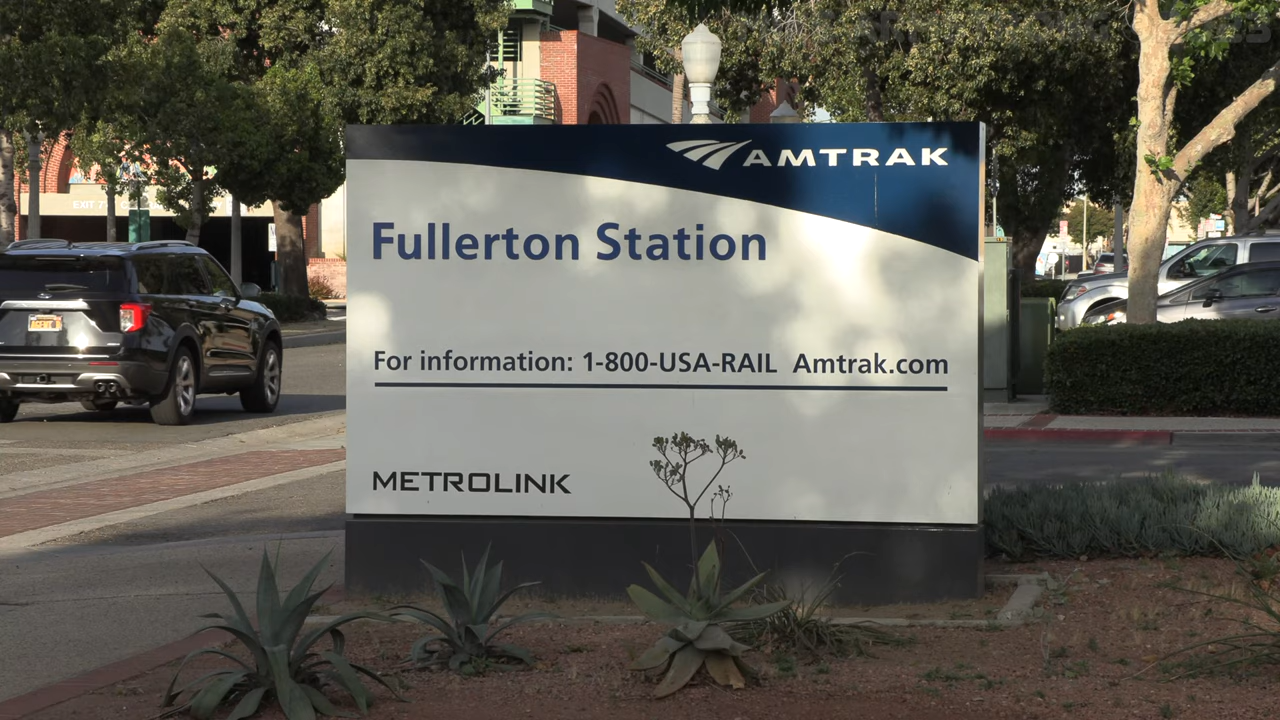 AMTRAK
Fullerton Station
For information: 1-800-USA-RAIL Amtrak.com
METROLINK